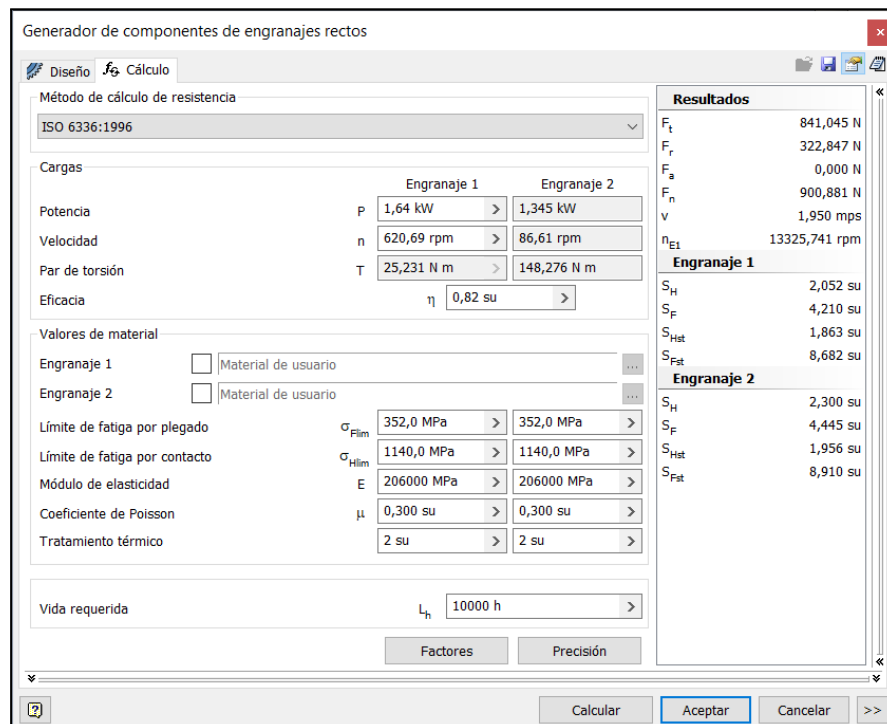 Generador de componentes de engranajes rectos
Diseño
Cálculo
Método de cálculo de resistencia
ISO 6336:1996
Cargas
Engranaje 1 Engranaje 2
Potencia P 1,64 kW 1,345 kW
Velocidad n 620,69 rpm 86,61 rpm
Par de torsión T 25,231 N m 148,276 N m
Eficacia η 0,82 su
Valores de material
Engranaje 1 Material de usuario ...
Engranaje 2 Material de usuario ...
Límite de fatiga por plegado σFlim 352,0 MPa 352,0 MPa
Límite de fatiga por contacto σHlim 1140,0 MPa 1140,0 MPa
Módulo de elasticidad E 206000 MPa 206000 MPa
Coeficiente de Poisson μ 0,300 su 0,300 su
Tratamiento térmico 2 su 2 su
Vida requerida Lh 10000 h
Factores Precisión
Resultados
Ft 841,045 N
Fr 322,847 N
Fa 0,000 N
Fn 900,881 N
v 1,950 mps
nE1 13325,741 rpm
Engranaje 1
SH 2,052 su
SF 4,210 su
SHst 1,863 su
SFst 8,682 su
Engranaje 2
SH 2,300 su
SF 4,445 su
SHst 1,956 su
SFst 8,910 su
Calcular Aceptar Cancelar >>